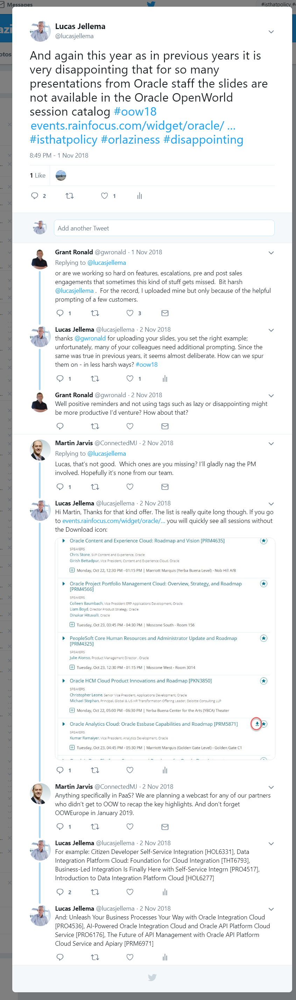 Messages
#isthatpolicy #
azi
otos
Lucas Jellema
@lucasjellema
And again this year as in previous years it is
very disappointing that for so many
presentations from Oracle staff the slides are
not available in the Oracle OpenWorld
session catalog #oow18
events.rainfocus.com/widget/oracle/ …
#isthatpolicy #orlaziness #disappointing
8:49 PM - 1 Nov 2018
1 Like
2 1
Add another Tweet
Grant Ronald @gwronald · 1 Nov 2018
Replying to @lucasjellema
or are we working so hard on features, escalations, pre and post sales
engagements that sometimes this kind of stuff gets missed. Bit harsh
@lucasjellema . For the record, I uploaded mine but only because of the helpful
prompting of a few customers.
1 3
Lucas Jellema @lucasjellema · 2 Nov 2018
thanks @gwronald for uploading your slides, you set the right example;
unfortunately, many of your colleagues need additional prompting. Since the
same was true in previous years, it seems almost deliberate. How can we spur
them on - in less harsh ways? #oow18
1 1
Grant Ronald @gwronald · 2 Nov 2018
Well positive reminders and not using tags such as lazy or disappointing might
be more productive I'd venture? How about that?
Martin Jarvis @ConnectedMJ · 2 Nov 2018
Replying to @lucasjellema
Lucas, that's not good. Which ones are you missing? I'll gladly nag the PM
involved. Hopefully it's none from our team.
1
Lucas Jellema @lucasjellema · 2 Nov 2018
Hi Martin, Thanks for that kind offer. The list is really quite long though. If you go
to events.rainfocus.com/widget/oracle/... you will quickly see all sessions without
the Download icon:
Oracle Content and Experience Cloud: Roadmap and Vision [PRM4635]
SPEAKERS
Chris Stone, SVP Content and Experience, Oracle
Girish Bettadpur, Vice President, Content and Experience Cloud, Oracle
Monday, Oct 22, 12:30 PM - 01:15 PM | Marriott Marquis (Yerba Buena Level) - Nob Hill A/B
Oracle Project Portfolio Management Cloud: Overview, Strategy, and Roadmap
[PRM4566]
SPEAKERS
Colleen Baumbach, Vice President ERP Applications Development, Oracle
Liam Boyd, Director Product Strategy, Oracle
Dinakar Hituvalli, Oracle
Tuesday, Oct 23, 03:45 PM - 04:30 PM | Moscone South - Room 156
PeopleSoft Core Human Resources and Administrator Update and Roadmap
[PRM4325]
SPEAKERS
Julie Alonso, Product Management Director , Oracle
Tuesday, Oct 23, 12:30 PM - 01:15 PM | Moscone West - Room 3014
Oracle HCM Cloud Product Innovations and Roadmap [PKN3850]
SPEAKERS
Christopher Leone, Senior Vice President, Applications Development, Oracle
Michael Stephan, Principal, Global & US HR Transformation Offering Leader, Deloitte Consulting LLP
Monday, Oct 22, 05:00 PM - 06:30 PM | Yerba Buena Center for the Arts (YBCA) Theater
Oracle Analytics Cloud: Oracle Essbase Capabilities and Roadmap [PRM5871]
SPEAKERS
Kumar Ramaiyer, Vice President, Analytics Development, Oracle
Tuesday, Oct 23, 04:45 PM - 05:30 PM | Marriott Marquis (Golden Gate Level) - Golden Gate C1
1
Martin Jarvis @ConnectedMJ · 2 Nov 2018
Anything specifically in PaaS? We are planning a webcast for any of our partners
who didn't get to OOW to recap the key highlights. And don't forget
OOWEurope in January 2019.
1
Lucas Jellema @lucasjellema · 2 Nov 2018
For example: Citizen Developer Self-Service Integration [HOL6331], Data
Integration Platform Cloud: Foundation for Cloud Integration [THT6793],
Business-Led Integration Is Finally Here with Self-Service Integrn [PRO4517],
Introduction to Data Integration Platform Cloud [HOL6277]
2
Lucas Jellema @lucasjellema · 2 Nov 2018
And: Unleash Your Business Processes Your Way with Oracle Integration Cloud
[PRO4536], AI-Powered Oracle Integration Cloud and Oracle API Platform Cloud
Service [PRO6176], The Future of API Management with Oracle API Platform
Cloud Service and Apiary [PRM6971]